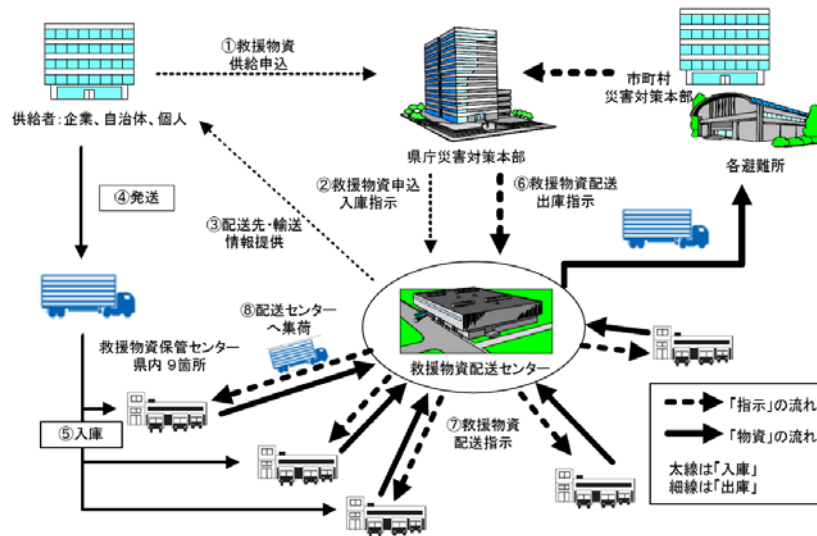 ①救援物資
供給申込
市町村
災害対策本部
供給者:企業、自治体、個人
県庁災害対策本部
各避難所
②救援物資申込
入庫指示
⑥救援物資配送
出庫指示
④発送
③配送先・輸送
情報提供
⑧配送センター
へ集荷
救援物資保管センター
県内 9箇所
救援物資配送センター
⑤入庫
⑦救援物資
配送指示
「指示」の流れ
「物資」の流れ
太線は「入庫」
細線は「出庫」